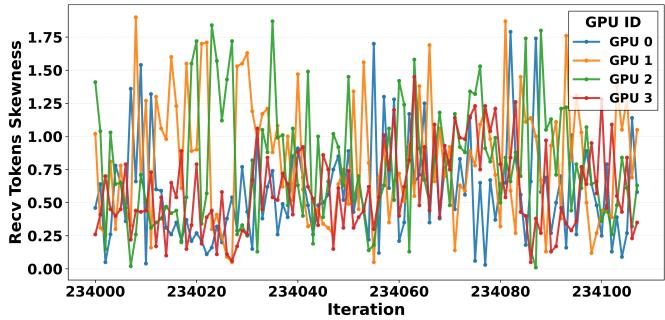 GPU ID
GPU 0
GPU 1
GPU 2
GPU 3
Recv Tokens Skewness
1.75
1.50
1.25
1.00
0.75
0.50
0.25
0.00
234000
234020
234040
234060
234080
234100
Iteration